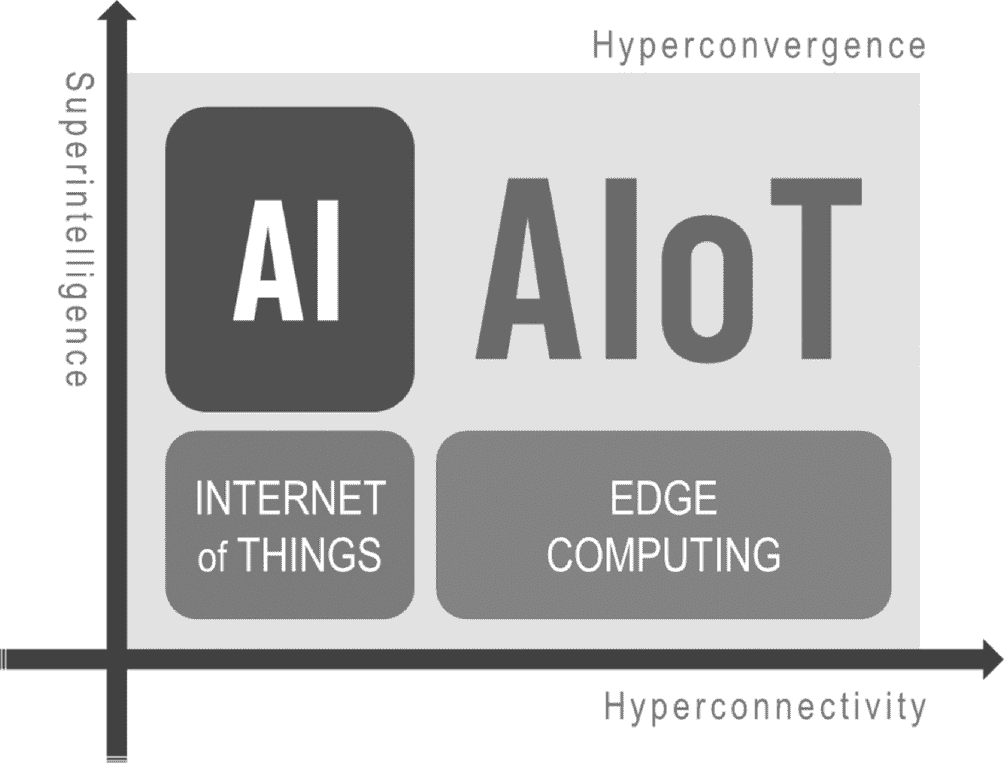 Hyperconvergence
Superintelligence
AI
AIoT
INTERNET
of THINGS
EDGE
COMPUTING
Hyperconnectivity